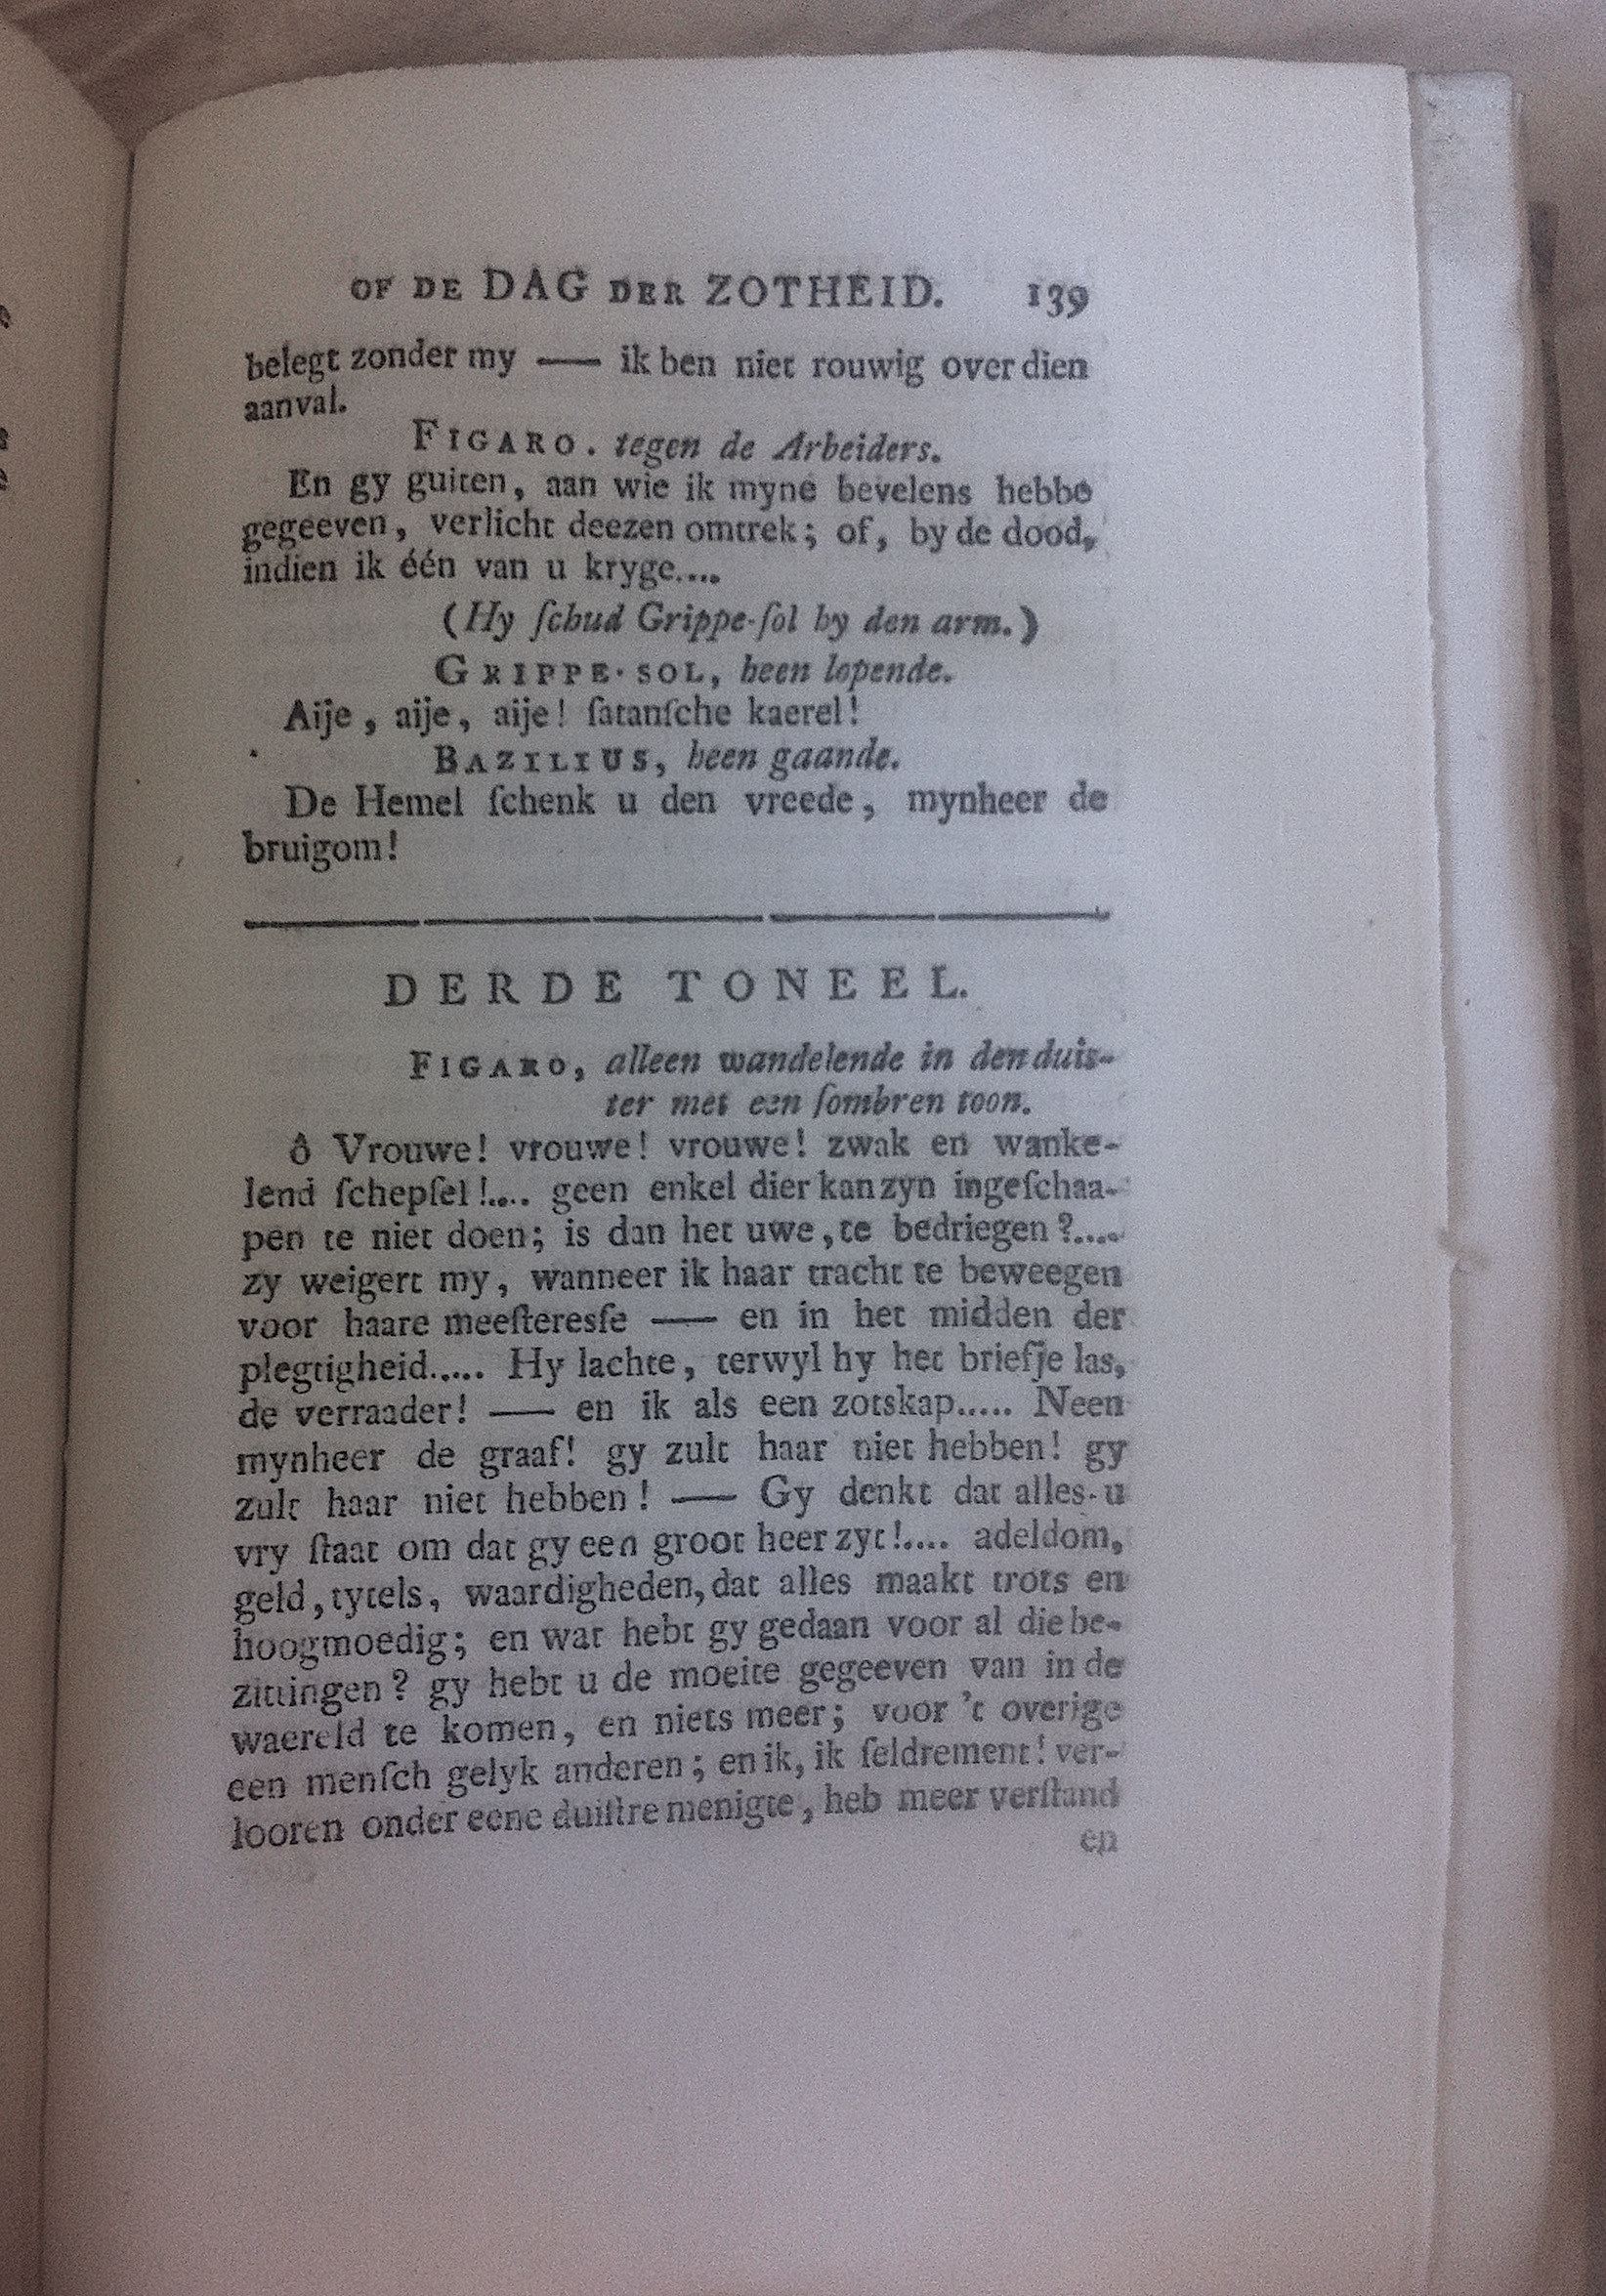 OF DE DAG DER ZOTHEID. 139
belegt zonder my —— ik ben niet rouwig over dien
aanval.
FIGARO. tegen de Arbeiders.
En gy guiten, aan wie ik myne bevelens hebbe
gegeeven, verlicht deezen omtrek; of, by de dood,
indien ik één van u kryge....
(Hy ſchud Grippe-ſol by den arm.)
GRIPPE-SOL, heen lopende.
Aije, aije, aije! ſatanſche kaerel!
BAZILIUS, heen gaande.
De Hemel ſchenk u den vreede, mynheer de
bruigom!
DERDE TONEEL.
FIGARO, alleen wandelende in den duis-
ter met een ſombren toon.
ô Vrouwe! vrouwe! vrouwe! zwak en wanke-
lend ſchepſel!.... geen enkel dier kan zyn ingeſchaa-
pen te niet doen; is dan het uwe, te bedriegen?....
zy weigert my, wanneer ik haar tracht te beweegen
voor haare meeſteresſe —— en in het midden der
plegtigheid..... Hy lachte, terwyl hy het briefje las,
de verraader! —— en ik als een zotskap..... Neen
mynheer de graaf! gy zult haar niet hebben! gy
zult haar niet hebben! —— Gy denkt dat alles u
vry ſtaat om dat gy een groot heer zyt!.... adeldom,
geld, tytels, waardigheden, dat alles maakt trots en
hoogmoedig; en wat hebt gy gedaan voor al die be-
zittingen? gy hebt u de moeite gegeeven van in de
waereld te komen, en niets meer; voor 't overige
een menſch gelyk anderen; en ik, ik ſeldrement! ver-
looren onder eene duiſtre menigte, heb meer verſtand
en